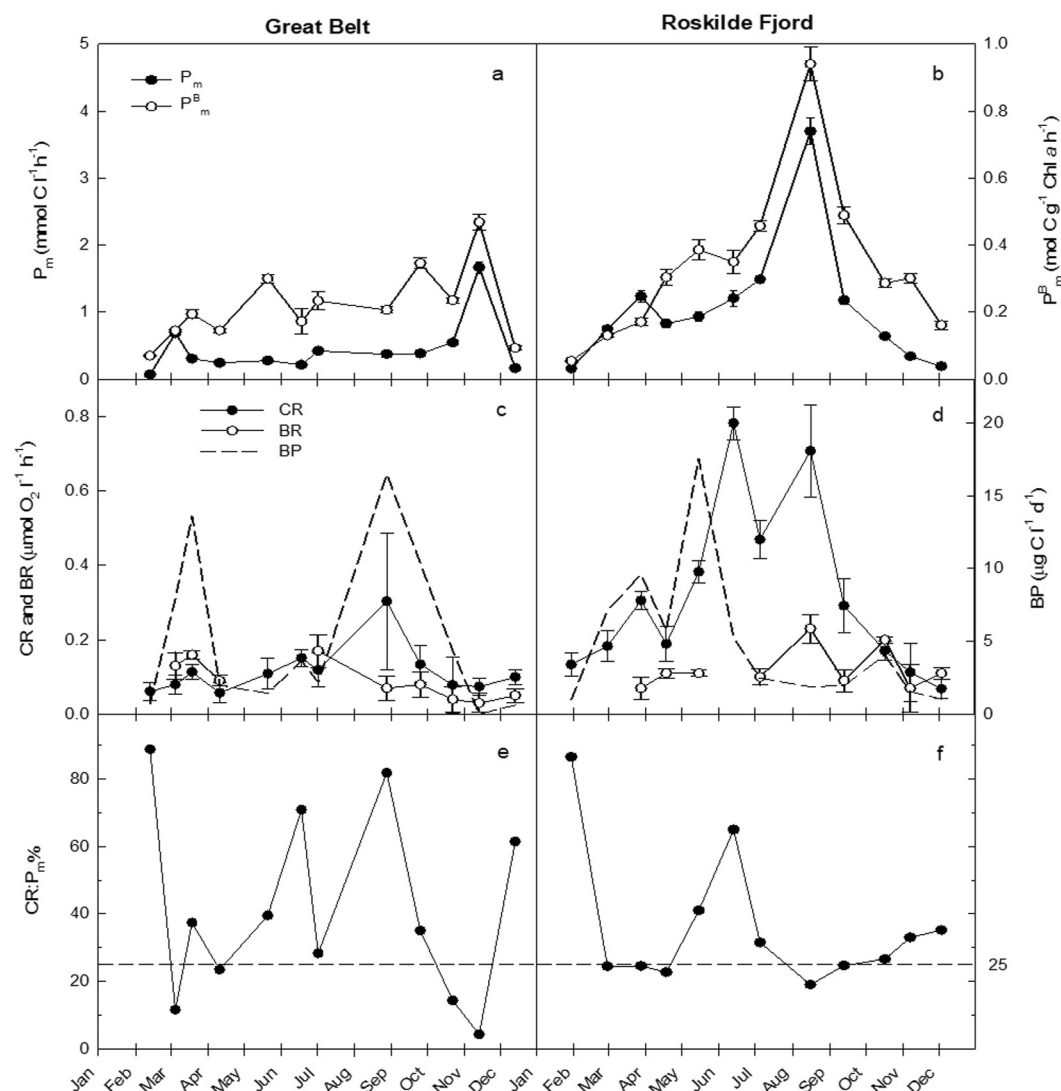 Great Belt
Roskilde Fjord
5
4
3
2
1
0
P_m (mmol C l^-1 h^-1)
P_m
P^B_m
a
b
1.0
0.8
0.6
0.4
0.2
0.0
P^B_m (mol C g^-1 Chl a h^-1)
0.8
0.6
0.4
0.2
0.0
CR and BR (µmol O_2 l^-1 h^-1)
CR
BR
BP
c
d
20
15
10
5
0
BP (µg C l^-1 d^-1)
80
60
40
20
0
CR:P_m%
e
f
25
Jan Feb Mar Apr May Jun Jul Aug Sep Oct Nov Dec Jan Feb Mar Apr May Jun Jul Aug Sep Oct Nov Dec